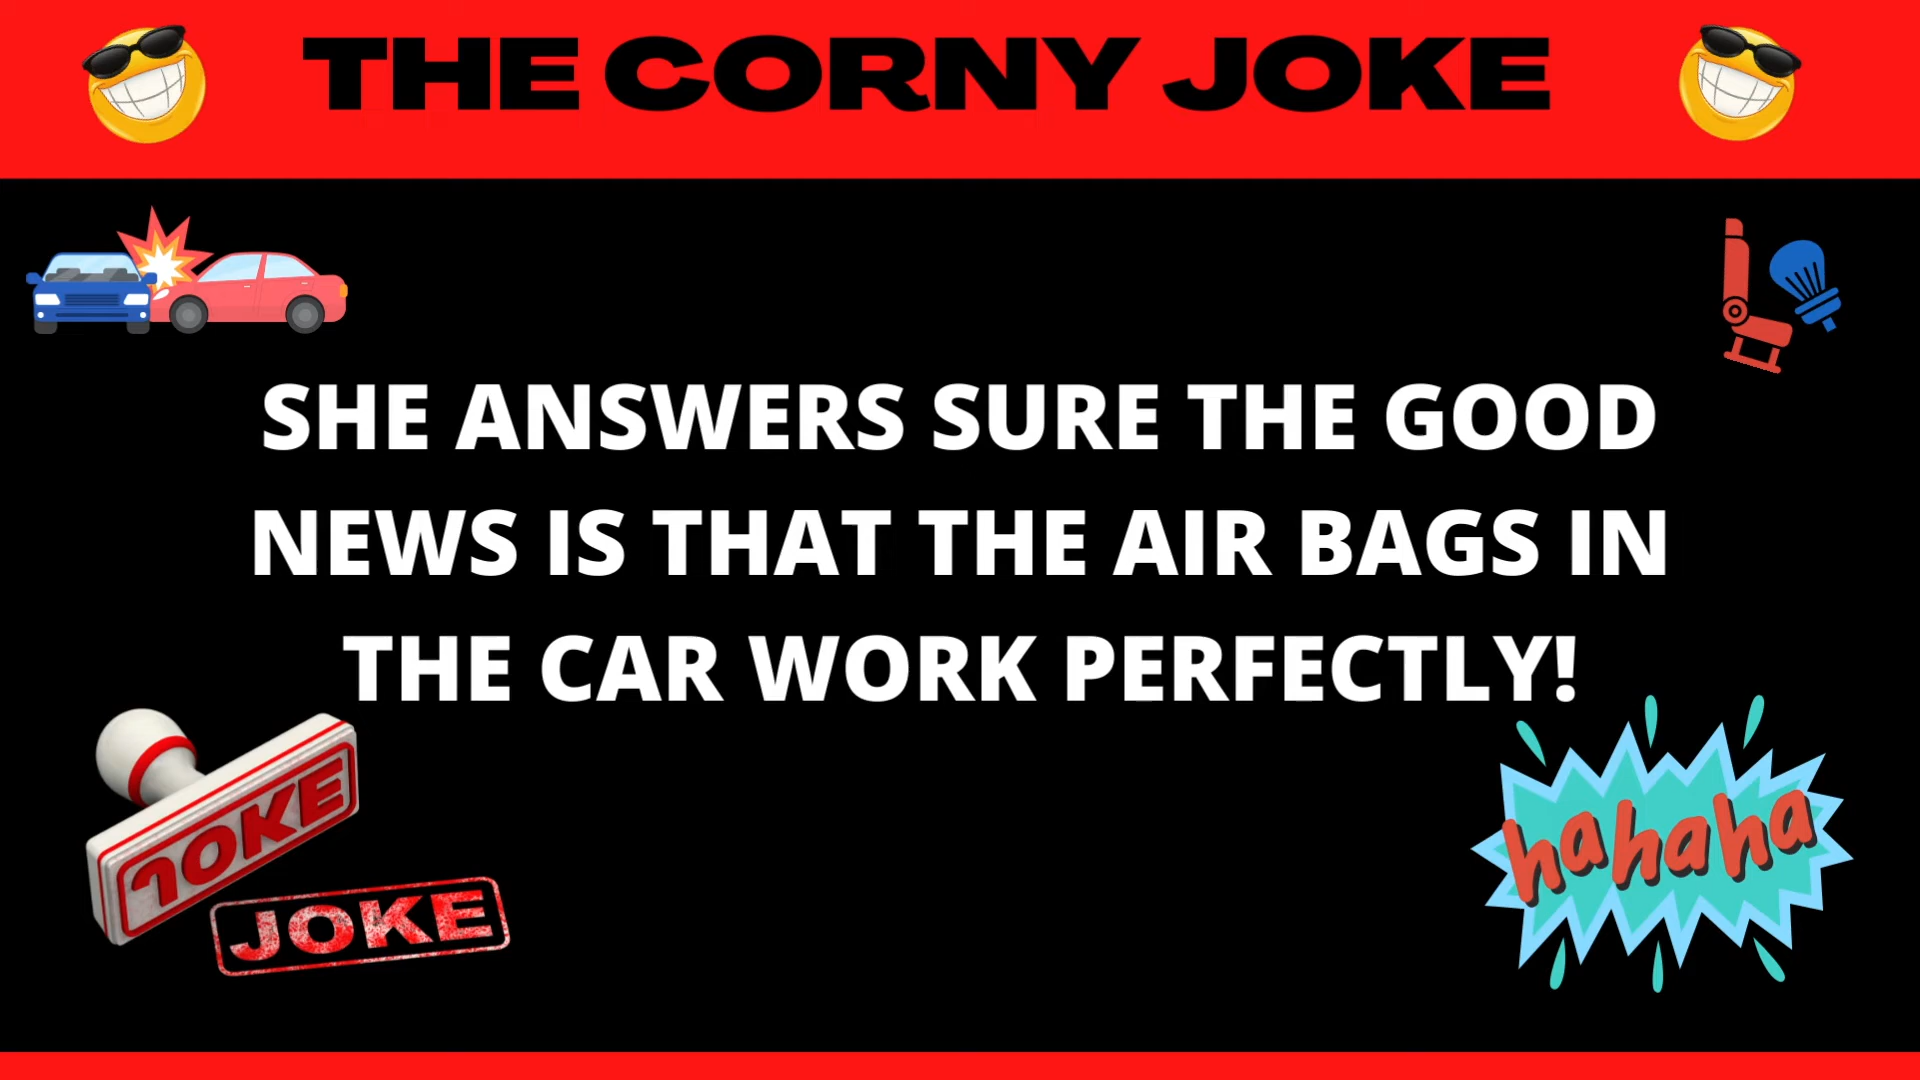 THE CORNY JOKE
SHE ANSWERS SURE THE GOOD
NEWS IS THAT THE AIR BAGS IN
THE CAR WORK PERFECTLY!
JOKE
JOKE
hahaha